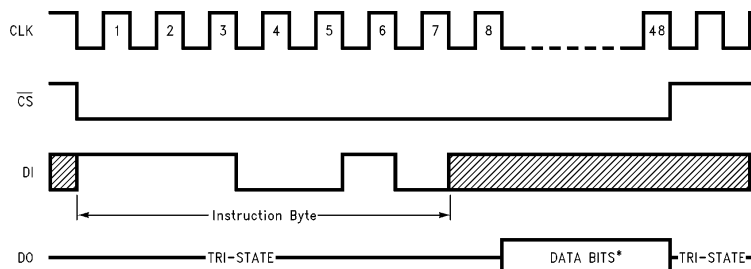 CLK 1 2 3 4 5 6 7 8 48
CS
DI
Instruction Byte
DO TRI-STATE DATA BITS* TRI-STATE